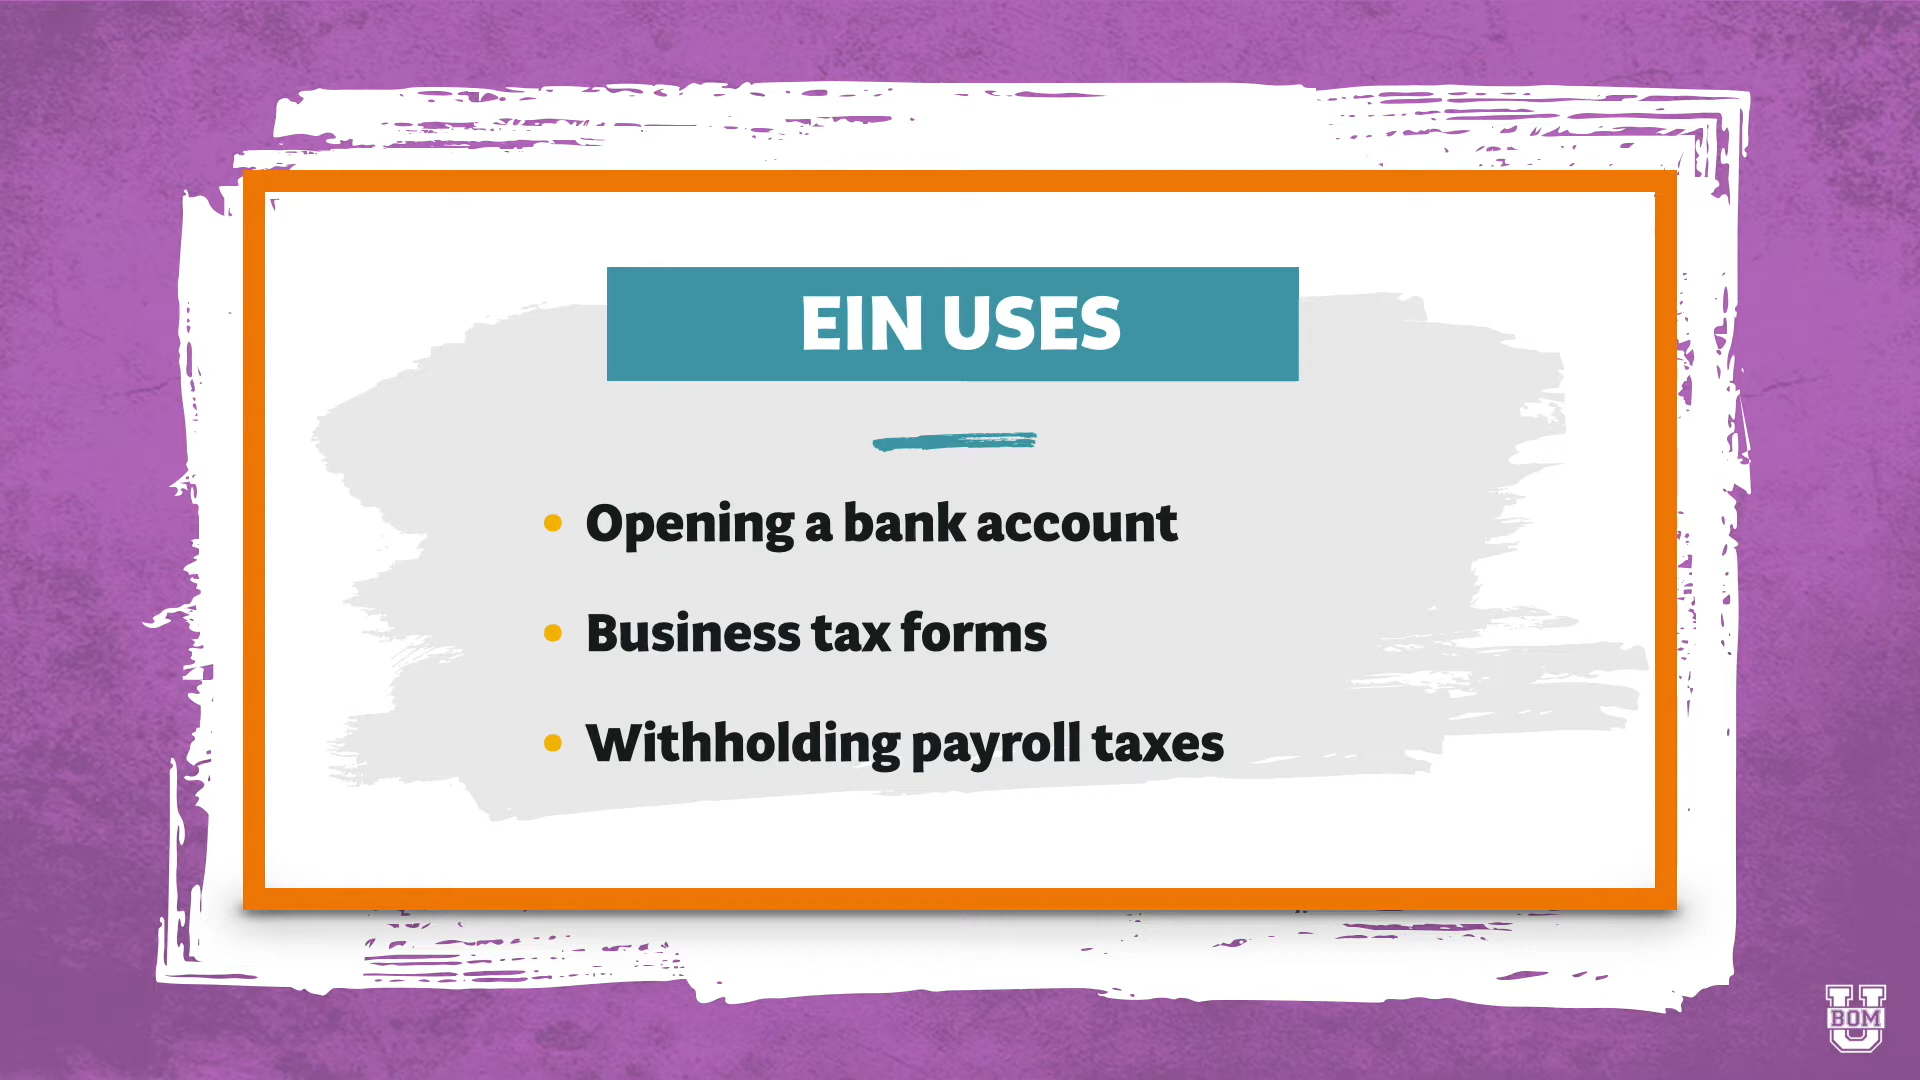 EIN USES
• Opening a bank account
• Business tax forms
• Withholding payroll taxes
U
BOM